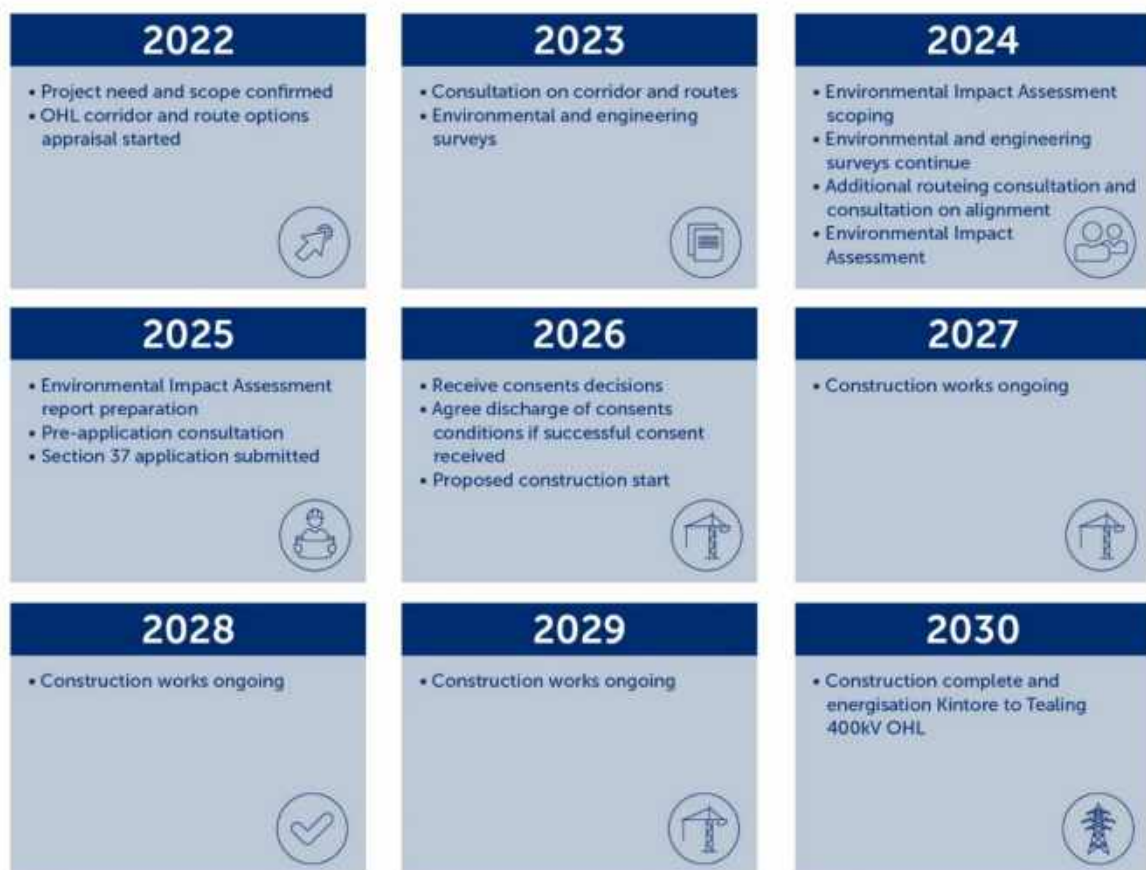 2022
• Project need and scope confirmed
• OHL corridor and route options
appraisal started
2023
• Consultation on corridor and routes
• Environmental and engineering
surveys
2024
• Environmental Impact Assessment
scoping
• Environmental and engineering
surveys continue
• Additional routeing consultation and
consultation on alignment
• Environmental Impact
Assessment
2025
• Environmental Impact Assessment
report preparation
• Pre-application consultation
• Section 37 application submitted
2026
• Receive consents decisions
• Agree discharge of consents
conditions if successful consent
received
• Proposed construction start
2027
• Construction works ongoing
2028
• Construction works ongoing
2029
• Construction works ongoing
2030
• Construction complete and
energisation Kintore to Tealing
400kV OHL